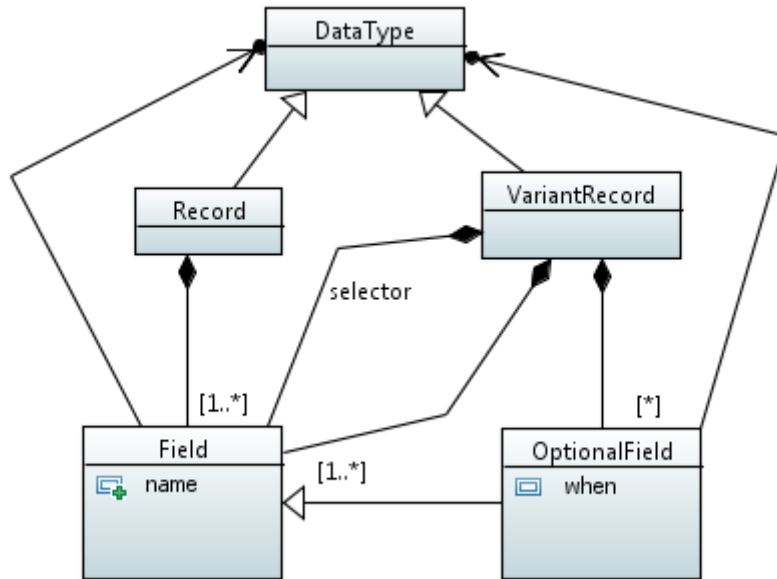 DataType
Record
VariantRecord
selector
[1..*]
[*]
Field
OptionalField
name
[1..*]
when